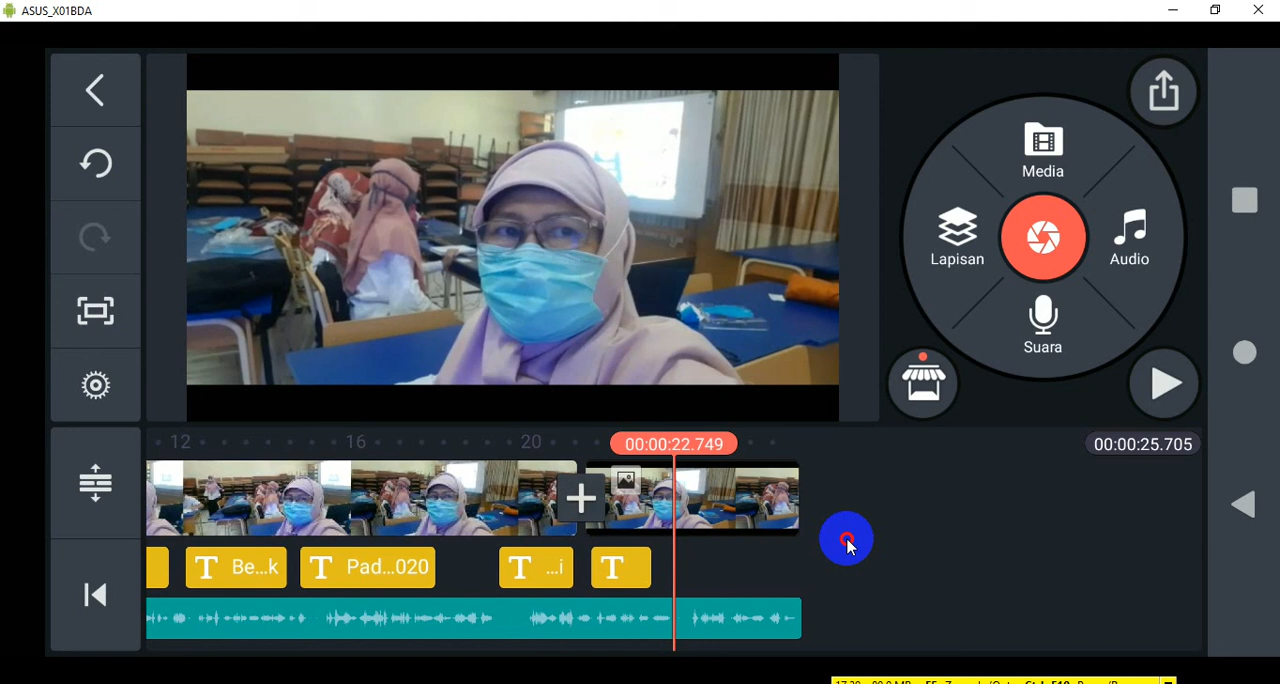 ASUS_X01BDA
Media
Lapisan
Audio
Suara
12
16
20
00:00:22.749
00:00:25.705
T Be...k
T Pad...020
T ...i
T